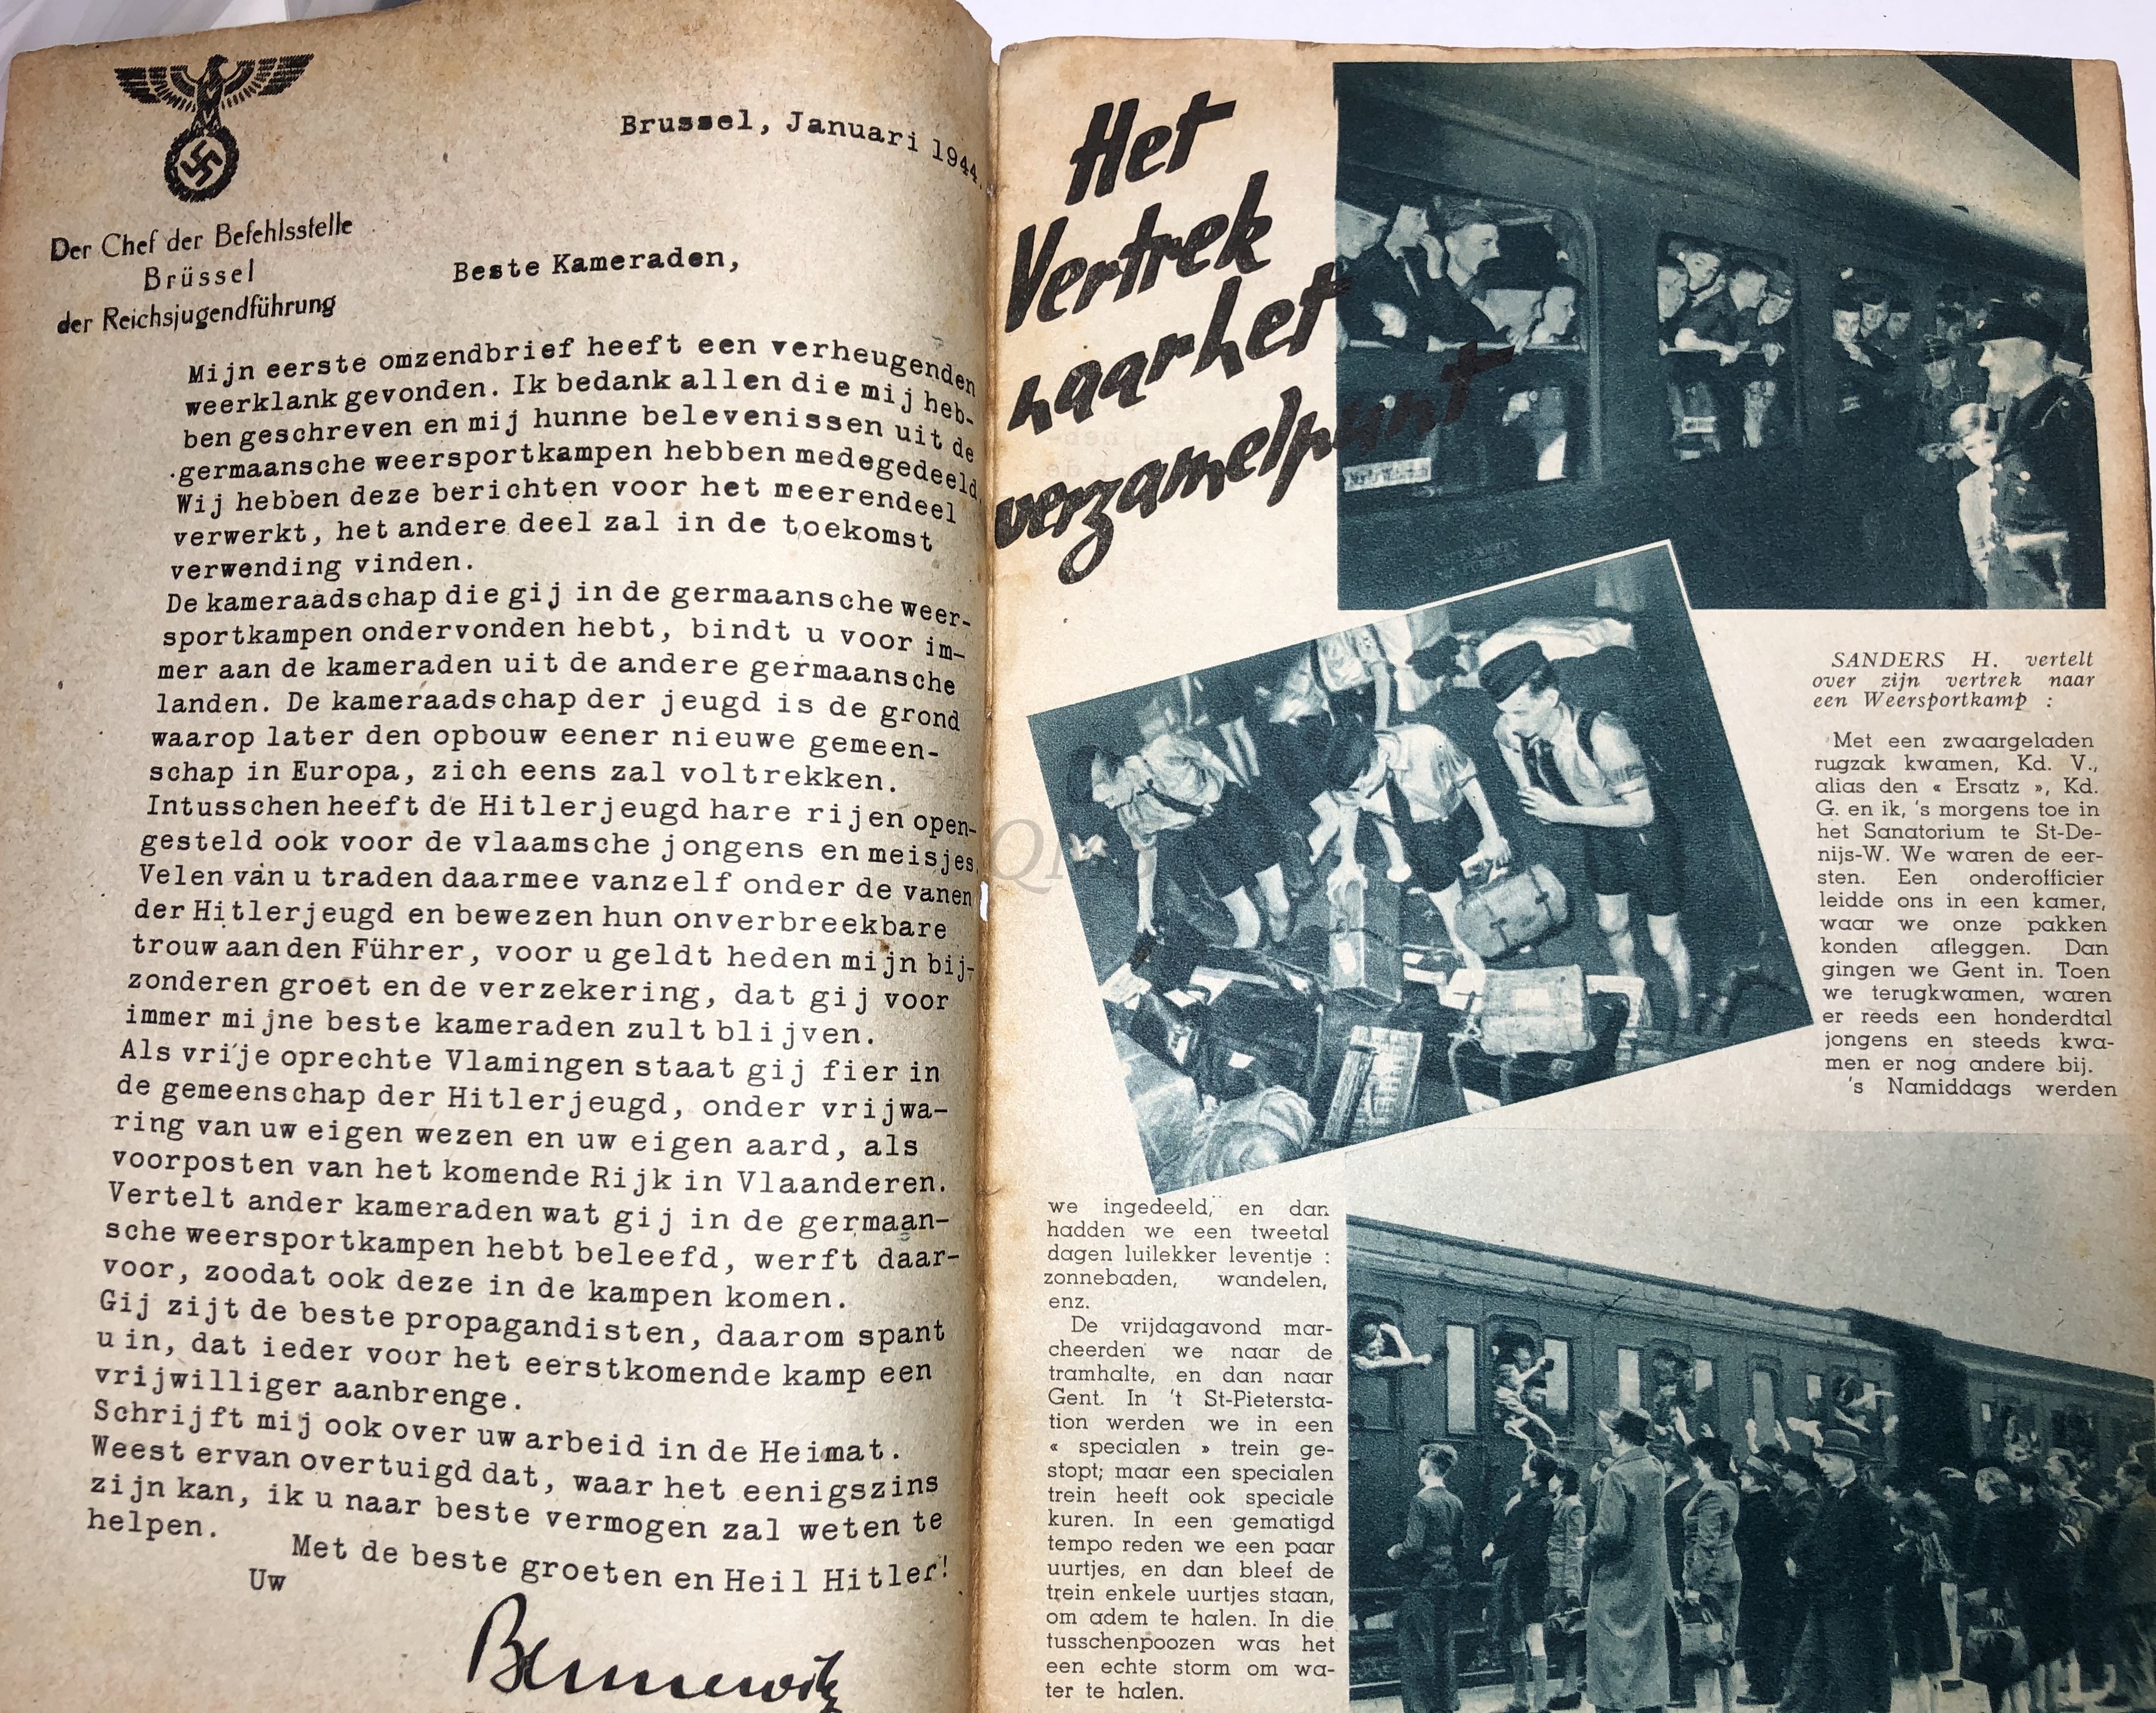 Brussel, Januari 1944.
Der Chef der Befehlsstelle
Brüssel
der Reichsjugendführung
Beste Kameraden,
Mijn eerste omzendbrief heeft een verheugenden
weerklank gevonden. Ik bedank allen die mij heb-
ben geschreven en mij hunne belevenissen uit de
germaansche weersportkampen hebben medegedeeld.
Wij hebben deze berichten voor het meerendeel
verwerkt, het andere deel zal in de toekomst
verwending vinden.
De kameraadschap die gij in de germaansche weer-
sportkampen ondervonden hebt, bindt u voor im-
mer aan de kameraden uit de andere germaansche
landen. De kameraadschap der jeugd is de grond
waarop later den opbouw eener nieuwe gemeen-
schap in Europa, zich eens zal voltrekken.
Intusschen heeft de Hitlerjeugd hare rijen open-
gesteld ook voor de vlaamsche jongens en meisjes.
Velen van u traden daarmee vanzelf onder de vanen
der Hitlerjeugd en bewezen hun onverbreekbare
trouw aan den Führer, voor u geldt heden mijn bij-
zonderen groet en de verzekering, dat gij voor
immer mijne beste kameraden zult blijven.
Als vrije oprechte Vlamingen staat gij fier in
de gemeenschap der Hitlerjeugd, onder vrijwa-
ring van uw eigen wezen en uw eigen aard, als
voorposten van het komende Rijk in Vlaanderen.
Vertelt ander kameraden wat gij in de germaan-
sche weersportkampen hebt beleefd, werft daar-
voor, zoodat ook deze in de kampen komen.
Gij zijt de beste propagandisten, daarom spant
u in, dat ieder voor het eerstkomende kamp een
vrijwilliger aanbrenge.
Schrijft mij ook over uw arbeid in de Heimat.
Weest ervan overtuigd dat, waar het eenigszins
zijn kan, ik u naar beste vermogen zal weten te
helpen.
Met de beste groeten en Heil Hitler!
Uw
Bennewitz
Het
Vertrek
naar het
verzamelpunt
SANDERS H. vertelt
over zijn vertrek naar
een Weersportkamp :
Met een zwaargeladen
rugzak kwamen, Kd. V.,
alias den « Ersatz », Kd.
G. en ik, 's morgens toe in
het Sanatorium te St-De-
nijs-W. We waren de eer-
sten. Een onderofficier
leidde ons in een kamer,
waar we onze pakken
konden afleggen. Dan
gingen we Gent in. Toen
we terugkwamen, waren
er reeds een honderdtal
jongens en steeds kwa-
men er nog andere bij.
's Namiddags werden
we ingedeeld, en dan
hadden we een tweetal
dagen luilekker leventje :
zonnebaden, wandelen,
enz.
De vrijdagavond mar-
cheerden we naar de
tramhalte, en dan naar
Gent. In 't St-Pietersta-
tion werden we in een
« specialen » trein ge-
stopt; maar een specialen
trein heeft ook speciale
kuren. In een gematigd
tempo reden we een paar
uurtjes, en dan bleef de
trein enkele uurtjes staan,
om adem te halen. In die
tusschenpoozen was het
een echte storm om wa-
ter te halen.